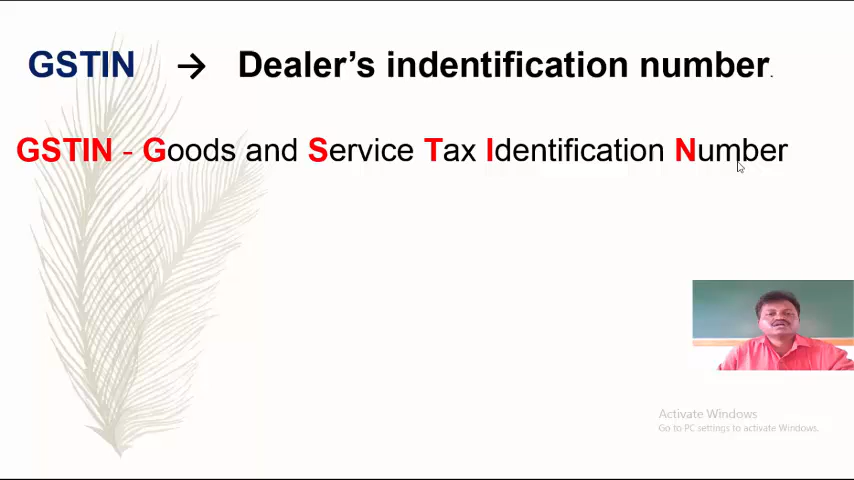 GSTIN → Dealer's indentification number.
GSTIN - Goods and Service Tax Identification Number
Activate Windows
Go to PC settings to activate Windows.